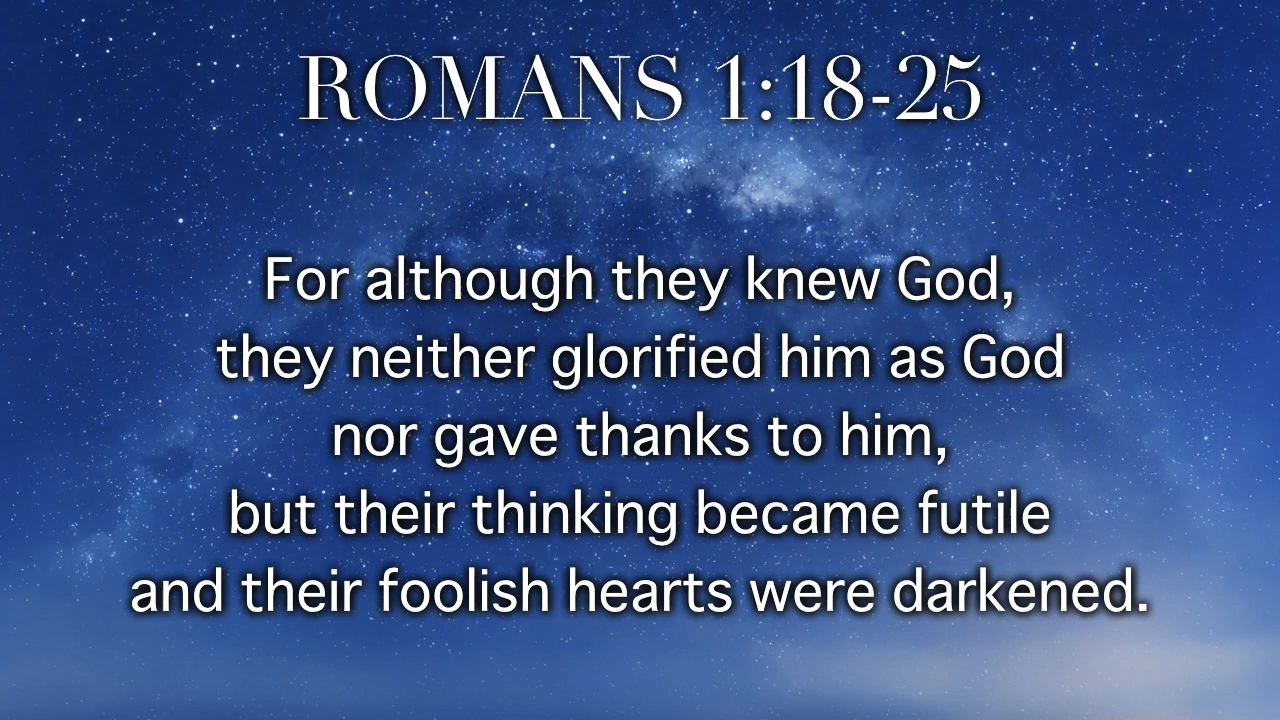 ROMANS 1:18-25
For although they knew God,
they neither glorified him as God
nor gave thanks to him,
but their thinking became futile
and their foolish hearts were darkened.